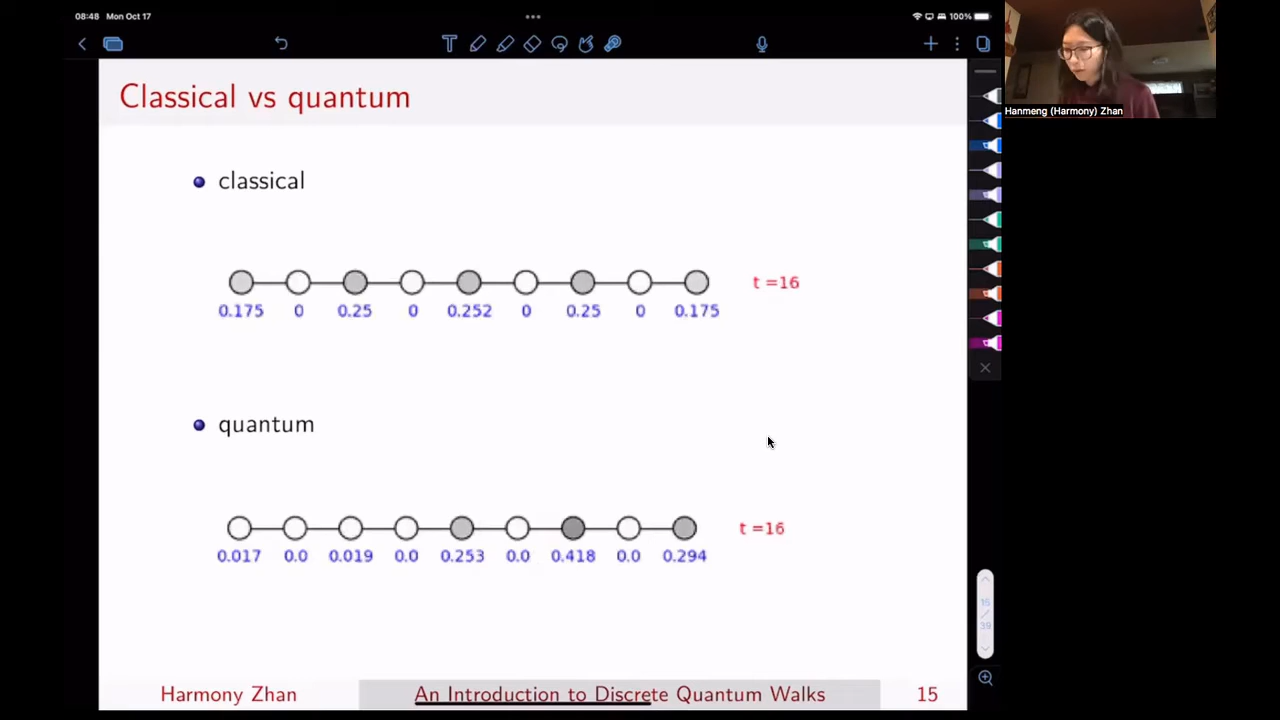 08:48 Mon Oct 17
100%
Hanmeng (Harmony) Zhan
Classical vs quantum
classical
t =16
0.175 0 0.25 0 0.252 0 0.25 0 0.175
quantum
t =16
0.017 0.0 0.019 0.0 0.253 0.0 0.418 0.0 0.294
15
/
39
Harmony Zhan An Introduction to Discrete Quantum Walks 15